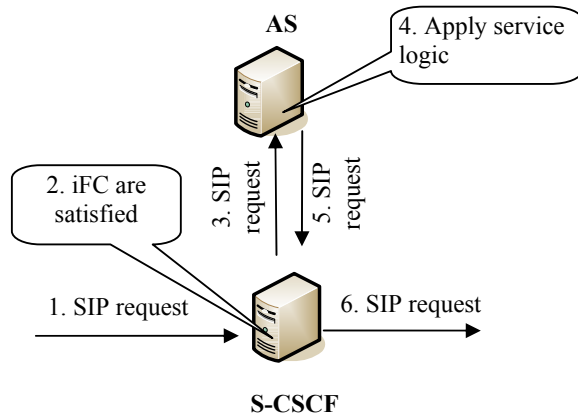 AS
4. Apply service
logic
2. iFC are
satisfied
3. SIP
request
5. SIP
request
1. SIP request
6. SIP request
S-CSCF